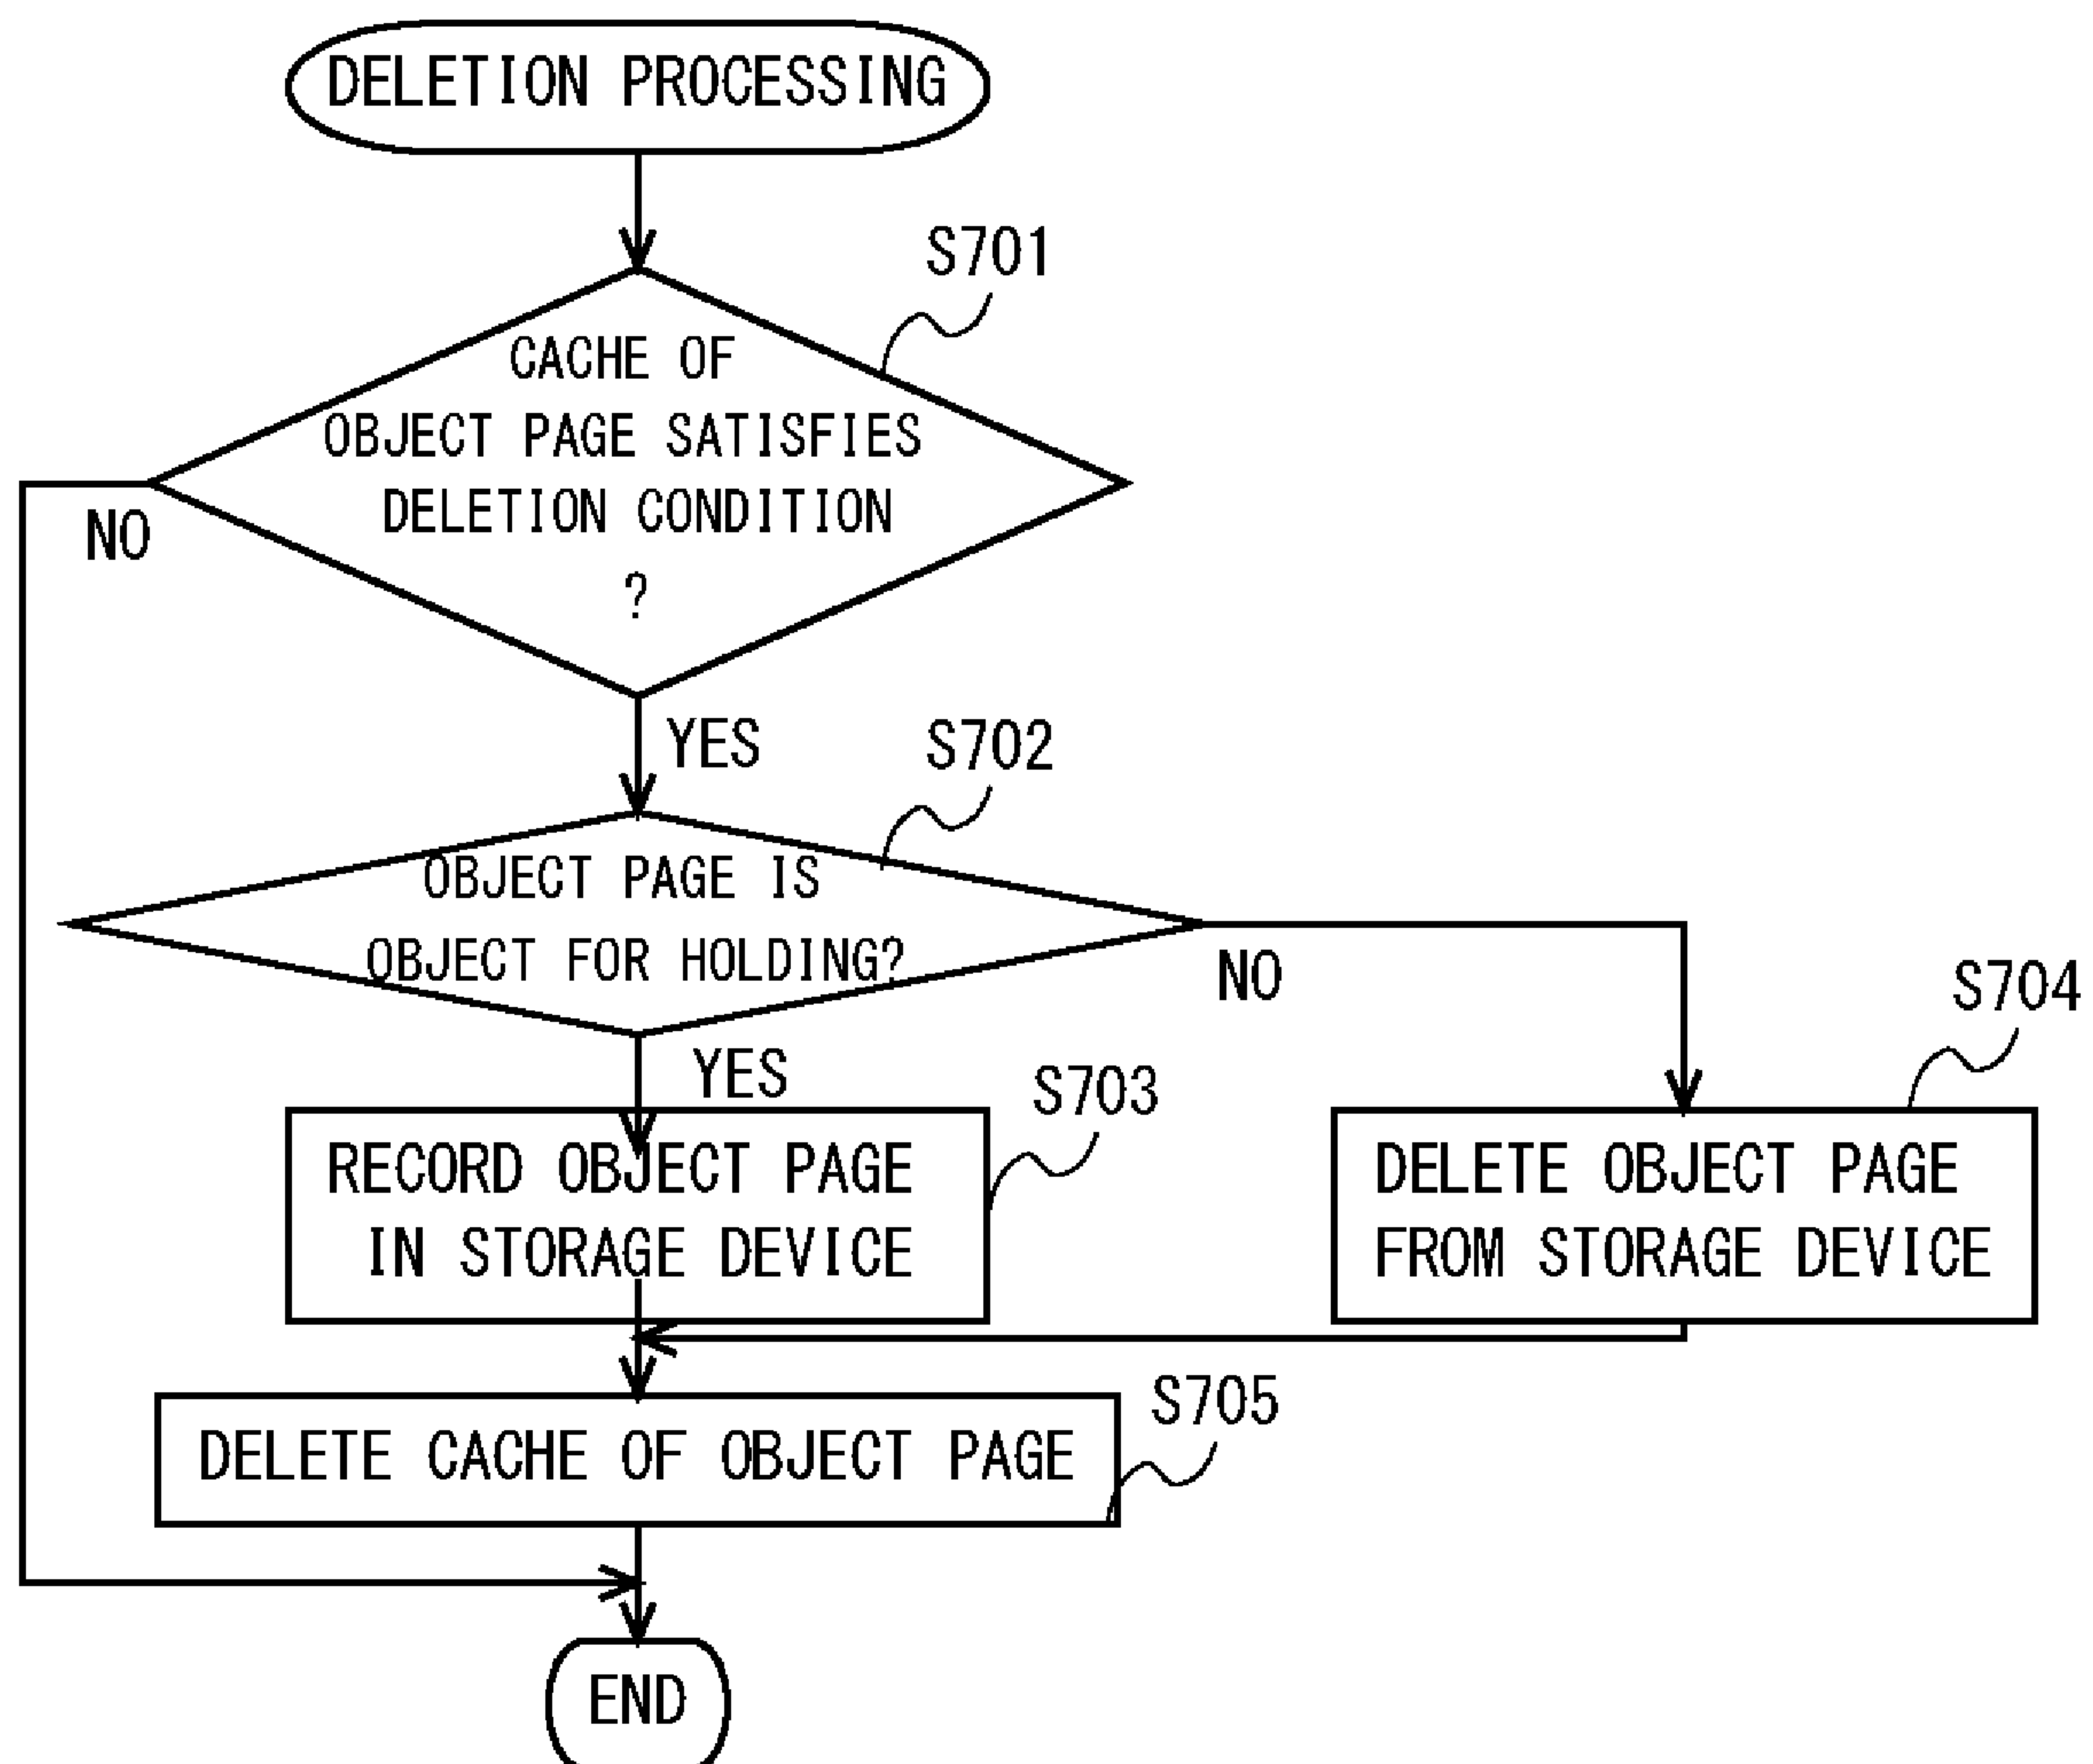 DELETION PROCESSING
S701
CACHE OF
OBJECT PAGE SATISFIES
DELETION CONDITION
?
NO
YES
S702
OBJECT PAGE IS
OBJECT FOR HOLDING?
NO
YES
S703
S704
RECORD OBJECT PAGE
IN STORAGE DEVICE
DELETE OBJECT PAGE
FROM STORAGE DEVICE
S705
DELETE CACHE OF OBJECT PAGE
END